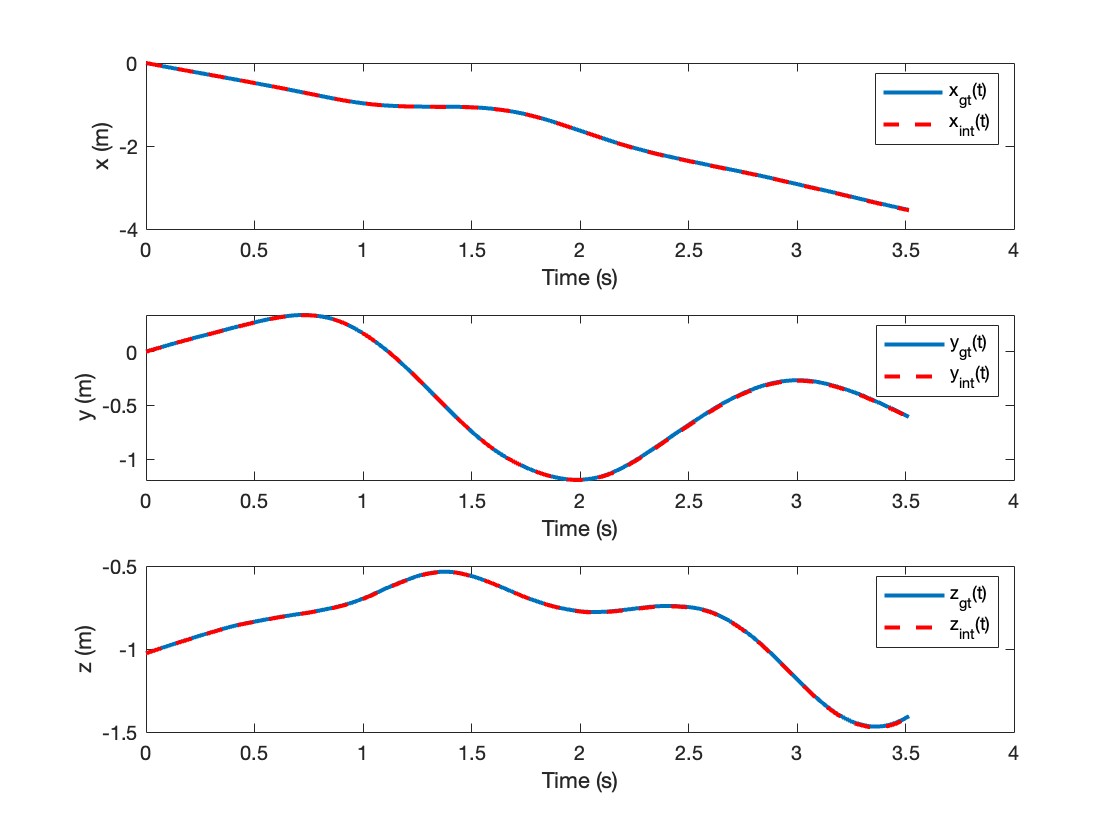 0
-2
-4
x (m)
x_gt(t)
x_int(t)
0 0.5 1 1.5 2 2.5 3 3.5 4
Time (s)
0
-0.5
-1
y (m)
y_gt(t)
y_int(t)
0 0.5 1 1.5 2 2.5 3 3.5 4
Time (s)
-0.5
-1
-1.5
z (m)
z_gt(t)
z_int(t)
0 0.5 1 1.5 2 2.5 3 3.5 4
Time (s)